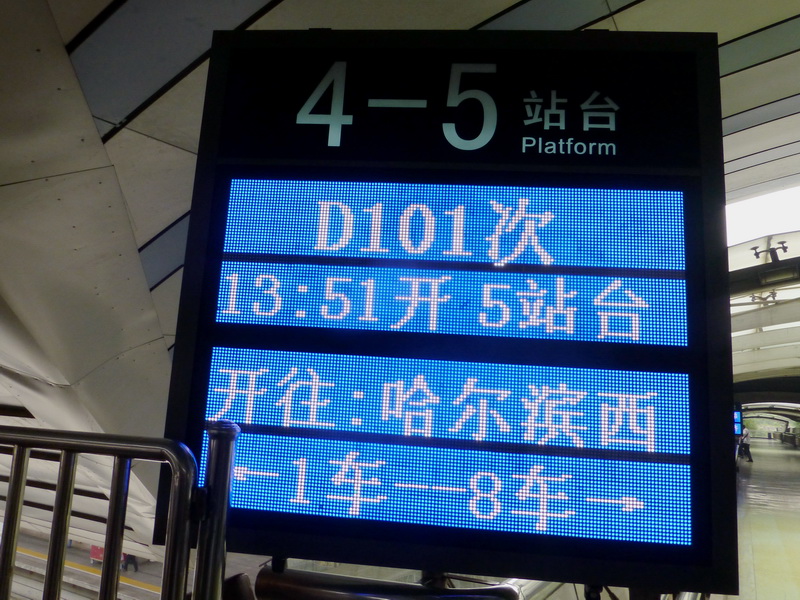 4-5 站台
Platform
D101次
13:51开 5站台
开往:哈尔滨西
←1车—8车→